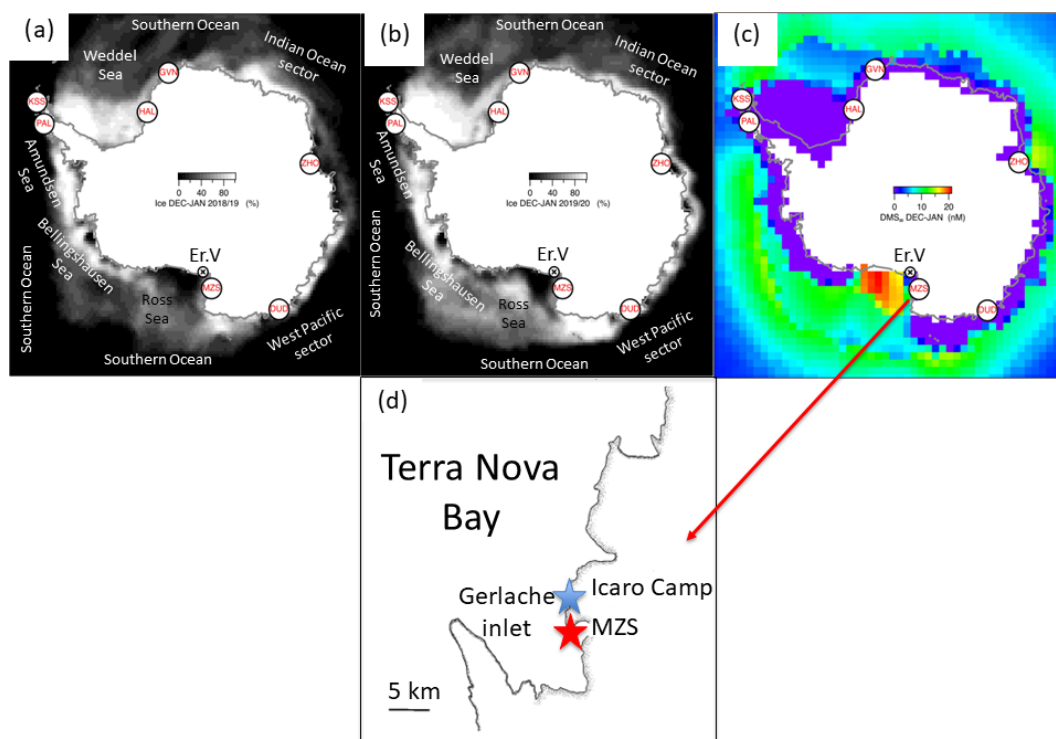 (a)
Southern Ocean
Weddel
Sea
Indian Ocean
sector
GVN
KSS
PAL
HAL
ZHO
Amundsen
Sea
0 40 80
Ice DEC-JAN 2018/19 (%)
Bellingshausen
Sea
Southern Ocean
Er.V
MZS
Ross
Sea
DUD
West Pacific
sector
Southern Ocean
(b)
Southern Ocean
Weddel
Sea
Indian Ocean
sector
GVN
KSS
PAL
HAL
ZHO
Amundsen
Sea
0 40 80
Ice DEC-JAN 2019/20 (%)
Bellingshausen
Sea
Southern Ocean
Er.V
MZS
Ross
Sea
DUD
West Pacific
sector
Southern Ocean
(c)
GVN
KSS
PAL
HAL
ZHO
0 10 20
DMSw DEC-JAN (nM)
Er.V
MZS
DUD
(d)
Terra Nova
Bay
Gerlache
inlet
Icaro Camp
MZS
5 km